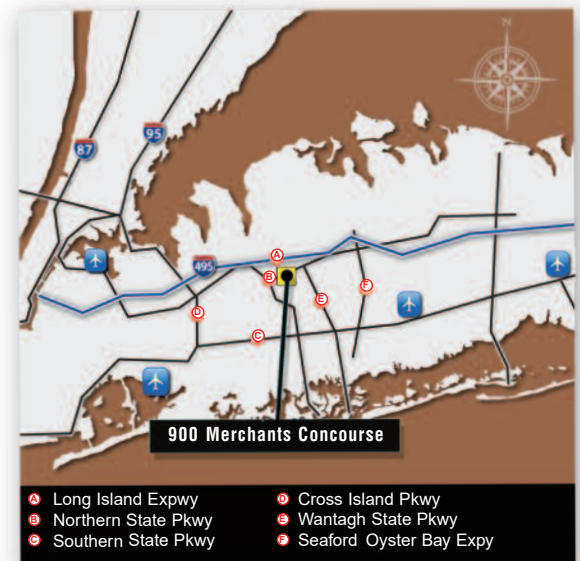 N
95
87
495
A
B
F
E
D
C
900 Merchants Concourse
A Long Island Expwy
B Northern State Pkwy
C Southern State Pkwy
D Cross Island Pkwy
E Wantagh State Pkwy
F Seaford Oyster Bay Expy